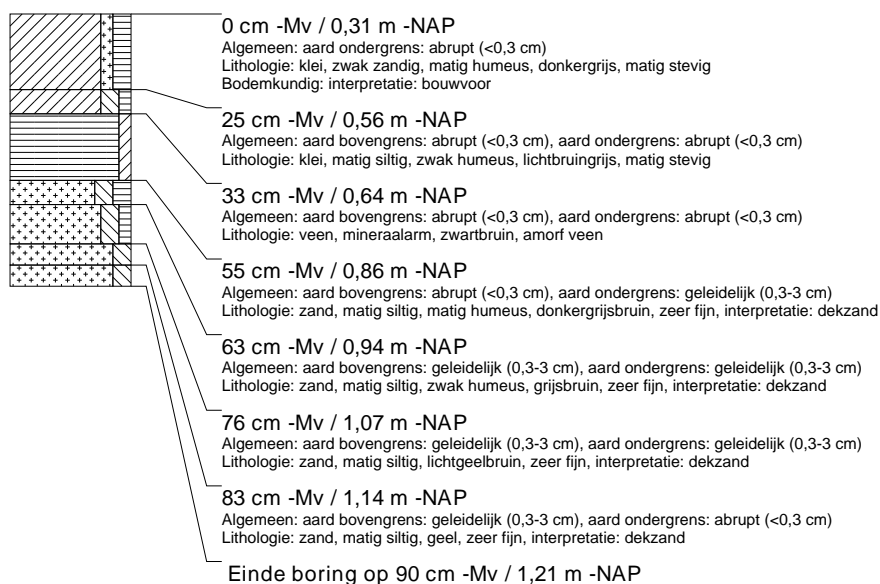 0 cm -Mv / 0,31 m -NAP
Algemeen: aard ondergrens: abrupt (<0,3 cm)
Lithologie: klei, zwak zandig, matig humeus, donkergrijs, matig stevig
Bodemkundig: interpretatie: bouwvoor
25 cm -Mv / 0,56 m -NAP
Algemeen: aard bovengrens: abrupt (<0,3 cm), aard ondergrens: abrupt (<0,3 cm)
Lithologie: klei, matig siltig, zwak humeus, lichtbruingrijs, matig stevig
33 cm -Mv / 0,64 m -NAP
Algemeen: aard bovengrens: abrupt (<0,3 cm), aard ondergrens: abrupt (<0,3 cm)
Lithologie: veen, mineraalarm, zwartbruin, amorf veen
55 cm -Mv / 0,86 m -NAP
Algemeen: aard bovengrens: abrupt (<0,3 cm), aard ondergrens: geleidelijk (0,3-3 cm)
Lithologie: zand, matig siltig, matig humeus, donkergrijsbruin, zeer fijn, interpretatie: dekzand
63 cm -Mv / 0,94 m -NAP
Algemeen: aard bovengrens: geleidelijk (0,3-3 cm), aard ondergrens: geleidelijk (0,3-3 cm)
Lithologie: zand, matig siltig, zwak humeus, grijsbruin, zeer fijn, interpretatie: dekzand
76 cm -Mv / 1,07 m -NAP
Algemeen: aard bovengrens: geleidelijk (0,3-3 cm), aard ondergrens: geleidelijk (0,3-3 cm)
Lithologie: zand, matig siltig, lichtgeelbruin, zeer fijn, interpretatie: dekzand
83 cm -Mv / 1,14 m -NAP
Algemeen: aard bovengrens: geleidelijk (0,3-3 cm), aard ondergrens: abrupt (<0,3 cm)
Lithologie: zand, matig siltig, geel, zeer fijn, interpretatie: dekzand
Einde boring op 90 cm -Mv / 1,21 m -NAP